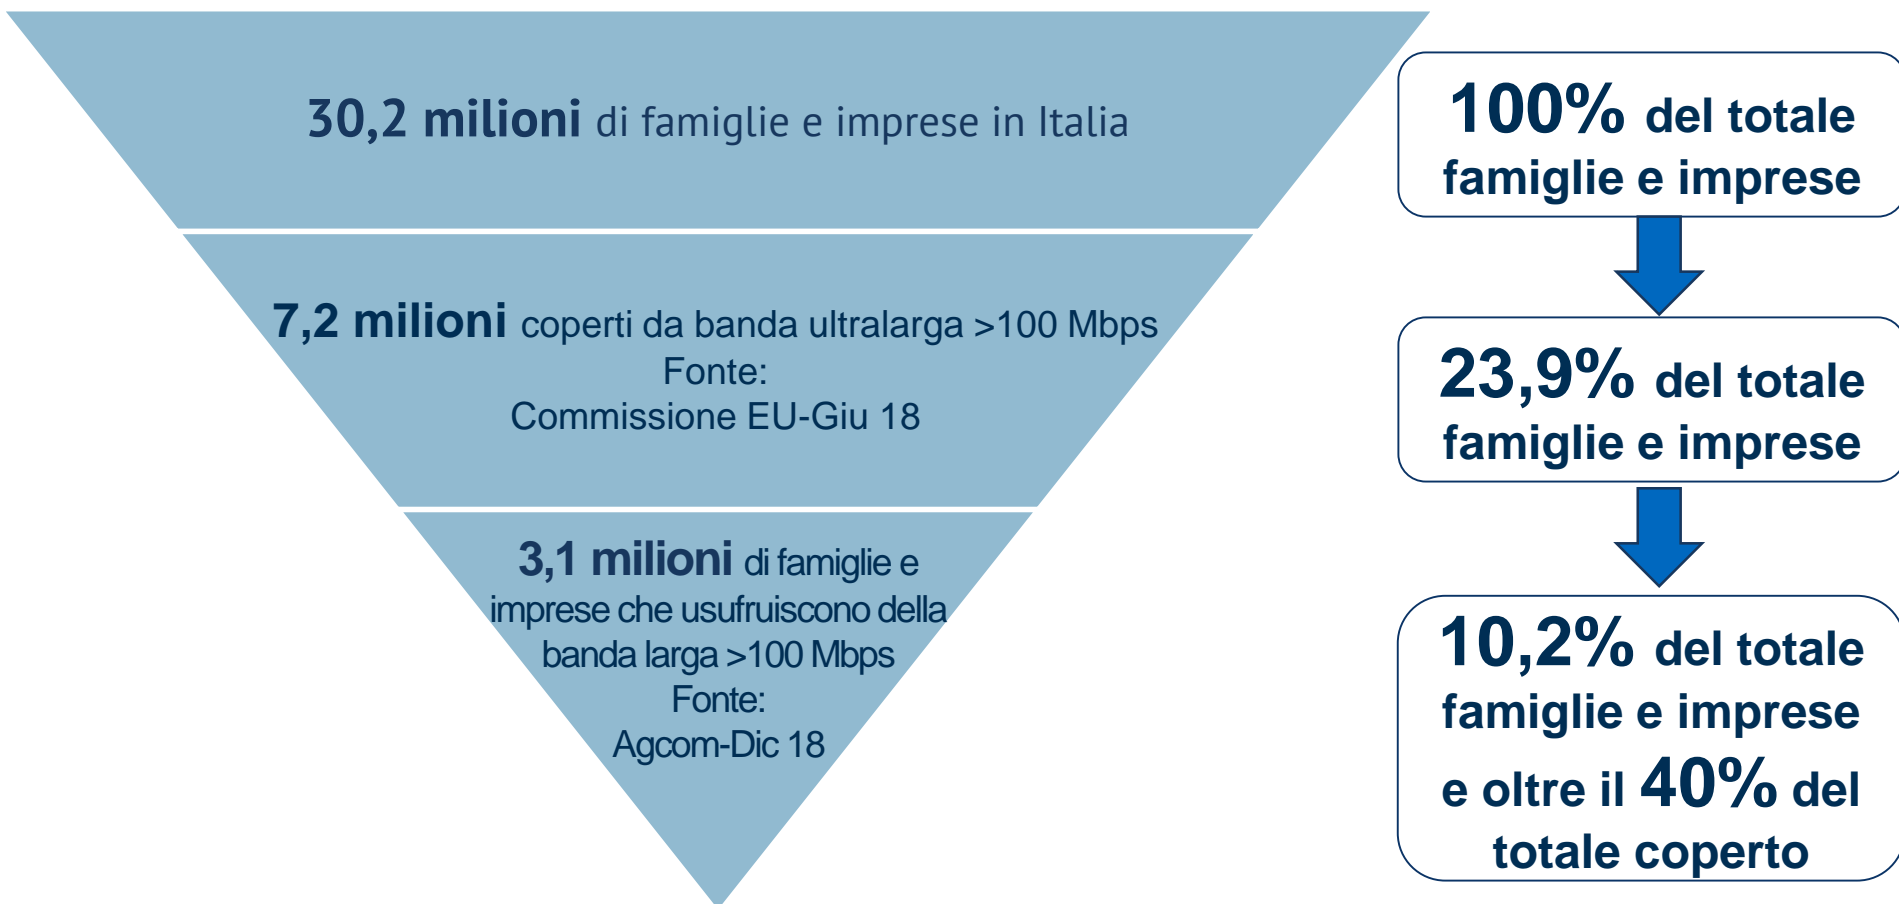 30,2 milioni di famiglie e imprese in Italia
100% del totale
famiglie e imprese
7,2 milioni coperti da banda ultralarga >100 Mbps
Fonte:
Commissione EU-Giu 18
23,9% del totale
famiglie e imprese
3,1 milioni di famiglie e
imprese che usufruiscono della
banda larga >100 Mbps
Fonte:
Agcom-Dic 18
10,2% del totale
famiglie e imprese
e oltre il 40% del
totale coperto